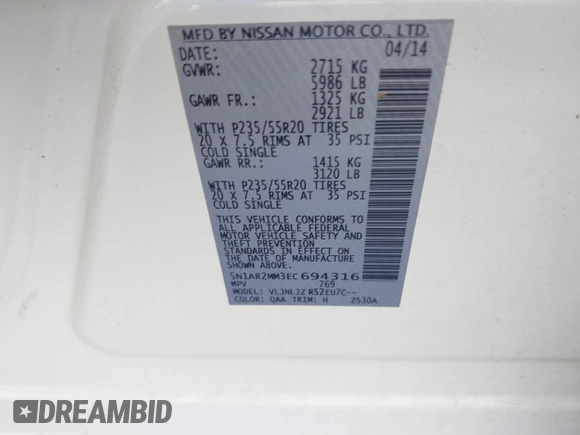 MFD BY NISSAN MOTOR CO., LTD.
DATE: 04/14
GVWR: 2715 KG
5986 LB
GAWR FR.: 1325 KG
2921 LB
WITH P235/55R20 TIRES
20 X 7.5 RIMS AT 35 PSI
COLD SINGLE
GAWR RR.: 1415 KG
3120 LB
WITH P235/55R20 TIRES
20 X 7.5 RIMS AT 35 PSI
COLD SINGLE
THIS VEHICLE CONFORMS TO
ALL APPLICABLE FEDERAL
MOTOR VEHICLE SAFETY AND
THEFT PREVENTION
STANDARDS IN EFFECT ON
THE DATE OF MANUFACTURE
SHOWN ABOVE.
5N1AR2MM3EC694316
MPV 769
MODEL: VLJNLJZ R52EU7C--
COLOR: QAA TRIM: H ZS30A
DREAMBID